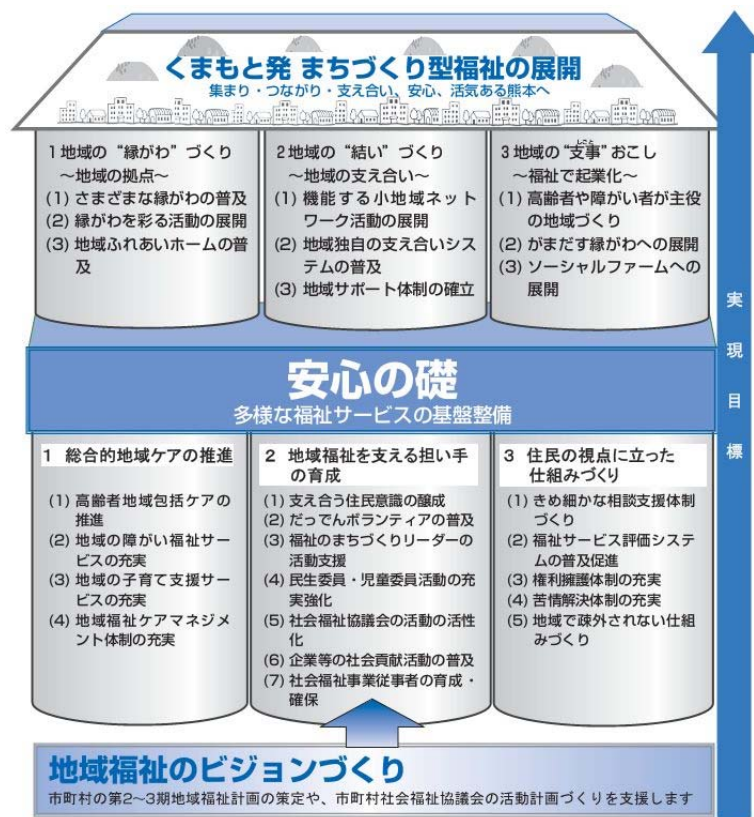 くまもと発 まちづくり型福祉の展開
集まり・つながり・支え合い、安心、活気ある熊本へ
1 地域の“縁がわ”づくり
～地域の拠点～
(1) さまざまな縁がわの普及
(2) 縁がわを彩る活動の展開
(3) 地域ふれあいホームの普
及
2 地域の“結い”づくり
～地域の支え合い～
(1) 機能する小地域ネット
ワーク活動の展開
(2) 地域独自の支え合いシス
テムの普及
(3) 地域サポート体制の確立
3 地域の“支事”おこし
しごと
～福祉で起業化～
(1) 高齢者や障がい者が主役
の地域づくり
(2) がまだす縁がわへの展開
(3) ソーシャルファームへの
展開
実現目標
安心の礎
多様な福祉サービスの基盤整備
1 総合的地域ケアの推進
(1) 高齢者地域包括ケアの
推進
(2) 地域の障がい福祉サー
ビスの充実
(3) 地域の子育て支援サー
ビスの充実
(4) 地域福祉ケアマネジメ
ント体制の充実
2 地域福祉を支える担い手
の育成
(1) 支え合う住民意識の醸成
(2) だっでんボランティアの普及
(3) 福祉のまちづくりリーダーの
活動支援
(4) 民生委員・児童委員活動の充
実強化
(5) 社会福祉協議会の活動の活性
化
(6) 企業等の社会貢献活動の普及
(7) 社会福祉事業従事者の育成・
確保
3 住民の視点に立った
仕組みづくり
(1) きめ細かな相談支援体制
づくり
(2) 福祉サービス評価システ
ムの普及促進
(3) 権利擁護体制の充実
(4) 苦情解決体制の充実
(5) 地域で疎外されない仕組
みづくり
地域福祉のビジョンづくり
市町村の第2～3期地域福祉計画の策定や、市町村社会福祉協議会の活動計画づくりを支援します